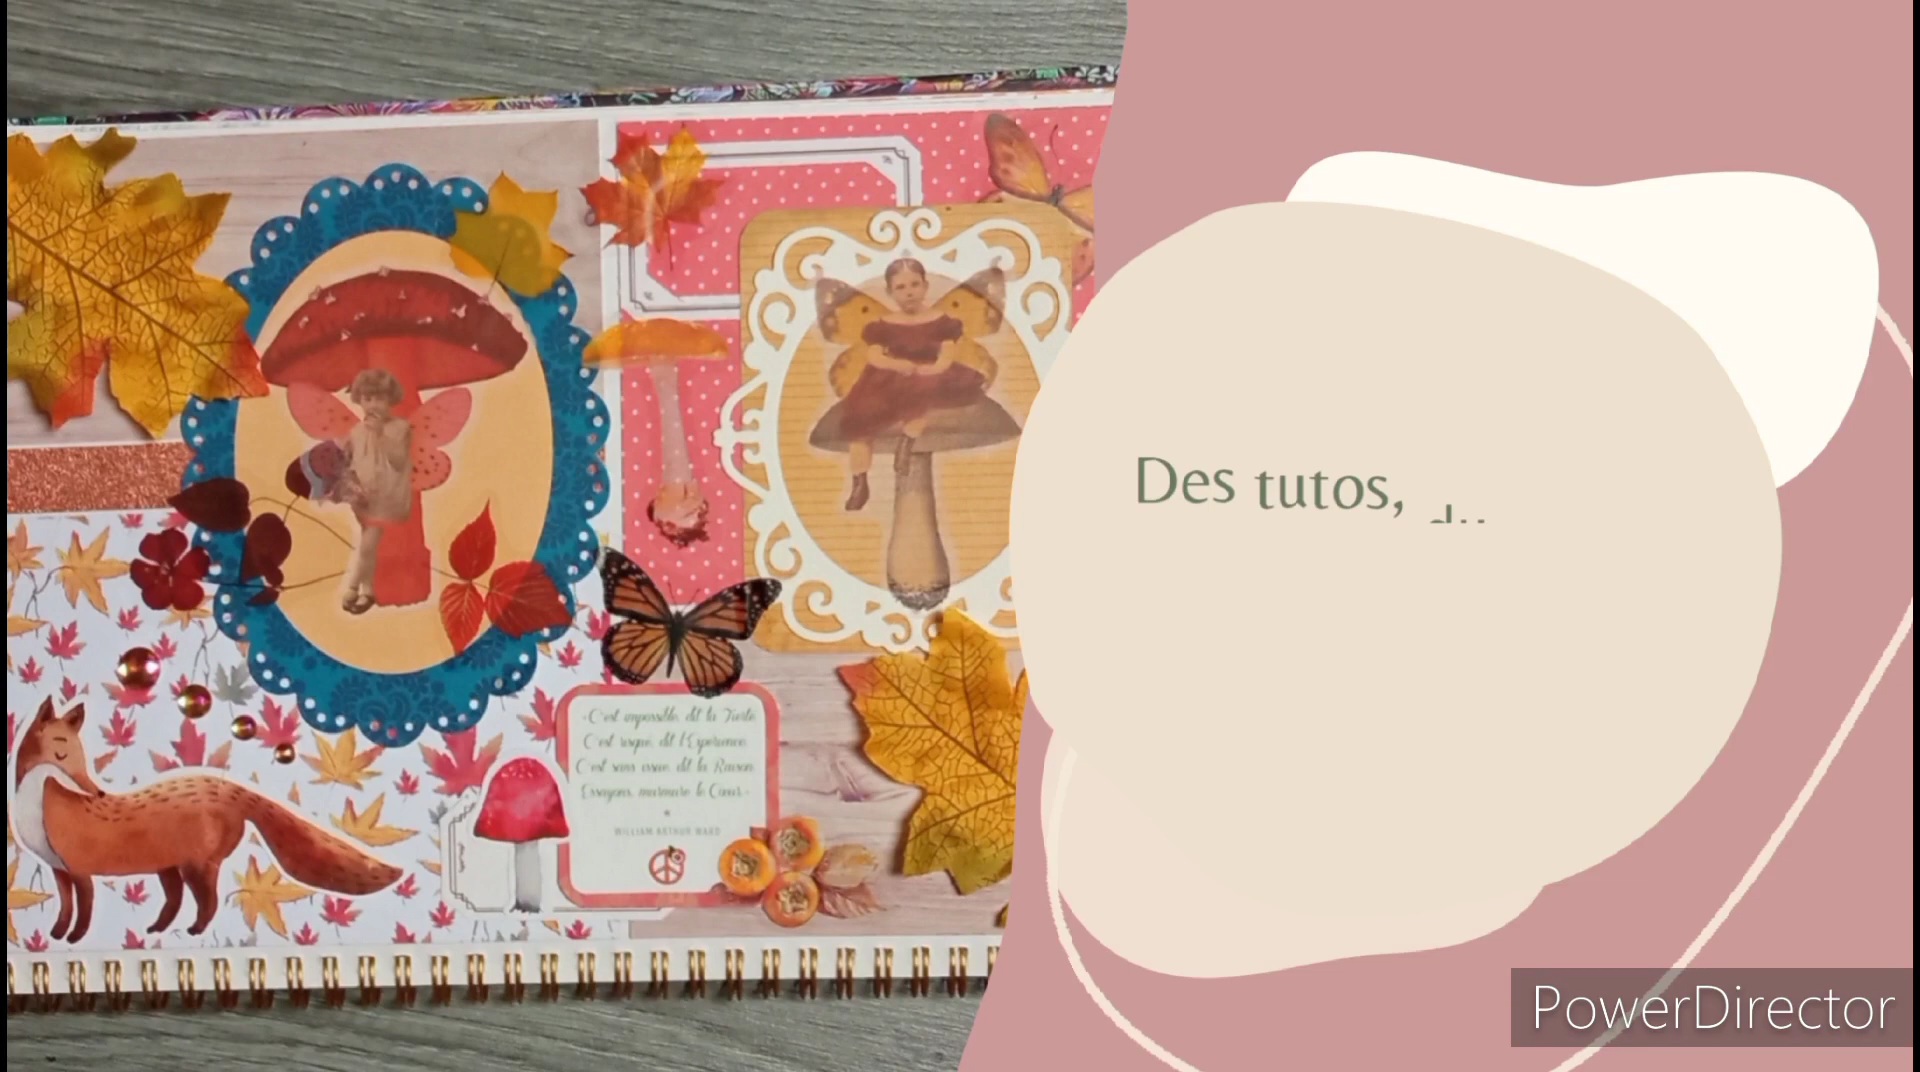 Des tutos,
«C'est impossible, dit la Fierté
C'est risqué, dit l'Expérience
C'est sans issue, dit la Raison
Essayons, murmure le Cœur.»
WILLIAM ARTHUR WARD
PowerDirector